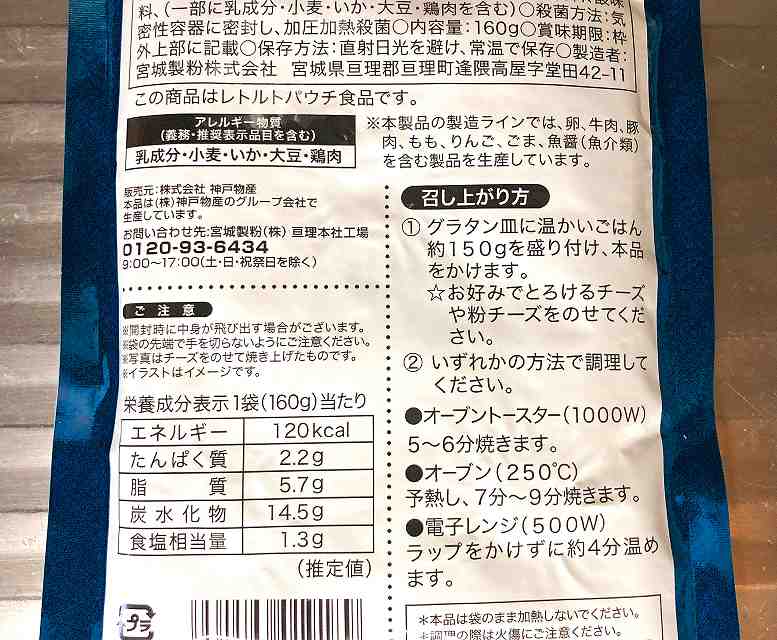 料、(一部に乳成分・小麦・いか・大豆・鶏肉を含む)○殺菌方法:気
密性容器に密封し、加圧加熱殺菌○内容量:160g○賞味期限:枠
外上部に記載○保存方法:直射日光を避け、常温で保存○製造者:
宮城製粉株式会社 宮城県亘理郡亘理町逢隈高屋字堂田42-11
この商品はレトルトパウチ食品です。
アレルギー物質
(義務・推奨表示品目を含む)
乳成分・小麦・いか・大豆・鶏肉
※本製品の製造ラインでは、卵、牛肉、豚
肉、もも、りんご、ごま、魚醤(魚介類)
を含む製品を生産しています。
販売元:株式会社 神戸物産
本品は(株)神戸物産のグループ会社で
生産しています。
お問い合わせ先:宮城製粉(株) 亘理本社工場
0120-93-6434
9:00~17:00(土・日・祝祭日を除く)
ご注意
※開封時に中身が飛び出す場合がございます。
※袋の先端で手を切らないようにご注意ください。
※写真はチーズをのせて焼き上げたものです。
※イラストはイメージです。
栄養成分表示1袋(160g)当たり
エネルギー 120kcal
たんぱく質 2.2g
脂質 5.7g
炭水化物 14.5g
食塩相当量 1.3g
(推定値)
プラ
召し上がり方
① グラタン皿に温かいごはん
約150gを盛り付け、本品
をかけます。
☆お好みでとろけるチーズ
や粉チーズをのせてくだ
さい。
② いずれかの方法で調理して
ください。
●オーブントースター(1000W)
5~6分焼きます。
●オーブン(250℃)
予熱し、7分~9分焼きます。
●電子レンジ(500W)
ラップをかけずに約4分温め
ます。
※本品は袋のまま加熱しないでください。
※調理の際は火傷にご注意ください。